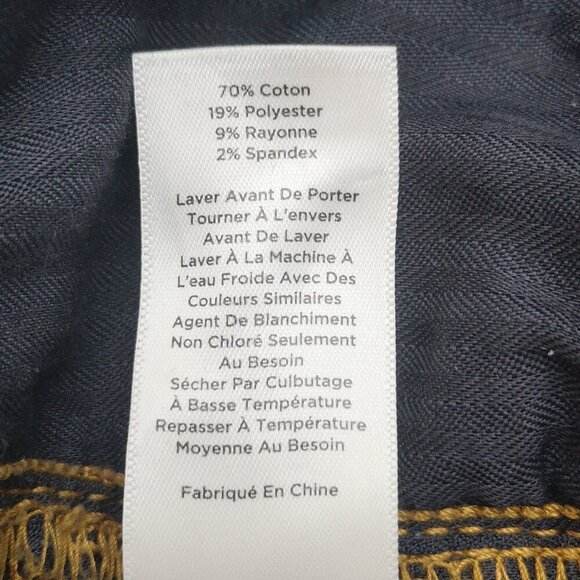 70% Coton
19% Polyester
9% Rayonne
2% Spandex
Laver Avant De Porter
Tourner À L'envers
Avant De Laver
Laver À La Machine À
L'eau Froide Avec Des
Couleurs Similaires
Agent De Blanchiment
Non Chloré Seulement
Au Besoin
Sécher Par Culbutage
À Basse Température
Repasser À Température
Moyenne Au Besoin
Fabriqué En Chine